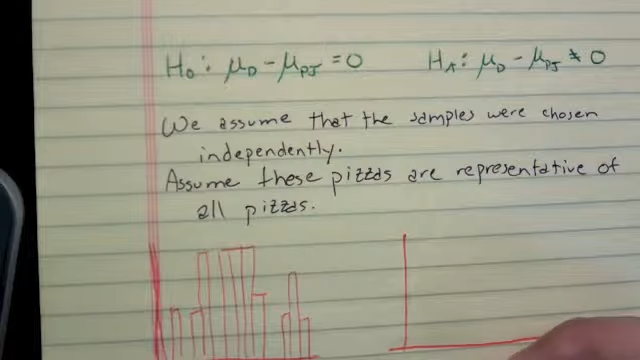 H₀: μ_D - μ_PJ = 0 H_A: μ_D - μ_PJ ≠ 0
We assume that the samples were chosen
independently.
Assume these pizzas are representative of
all pizzas.